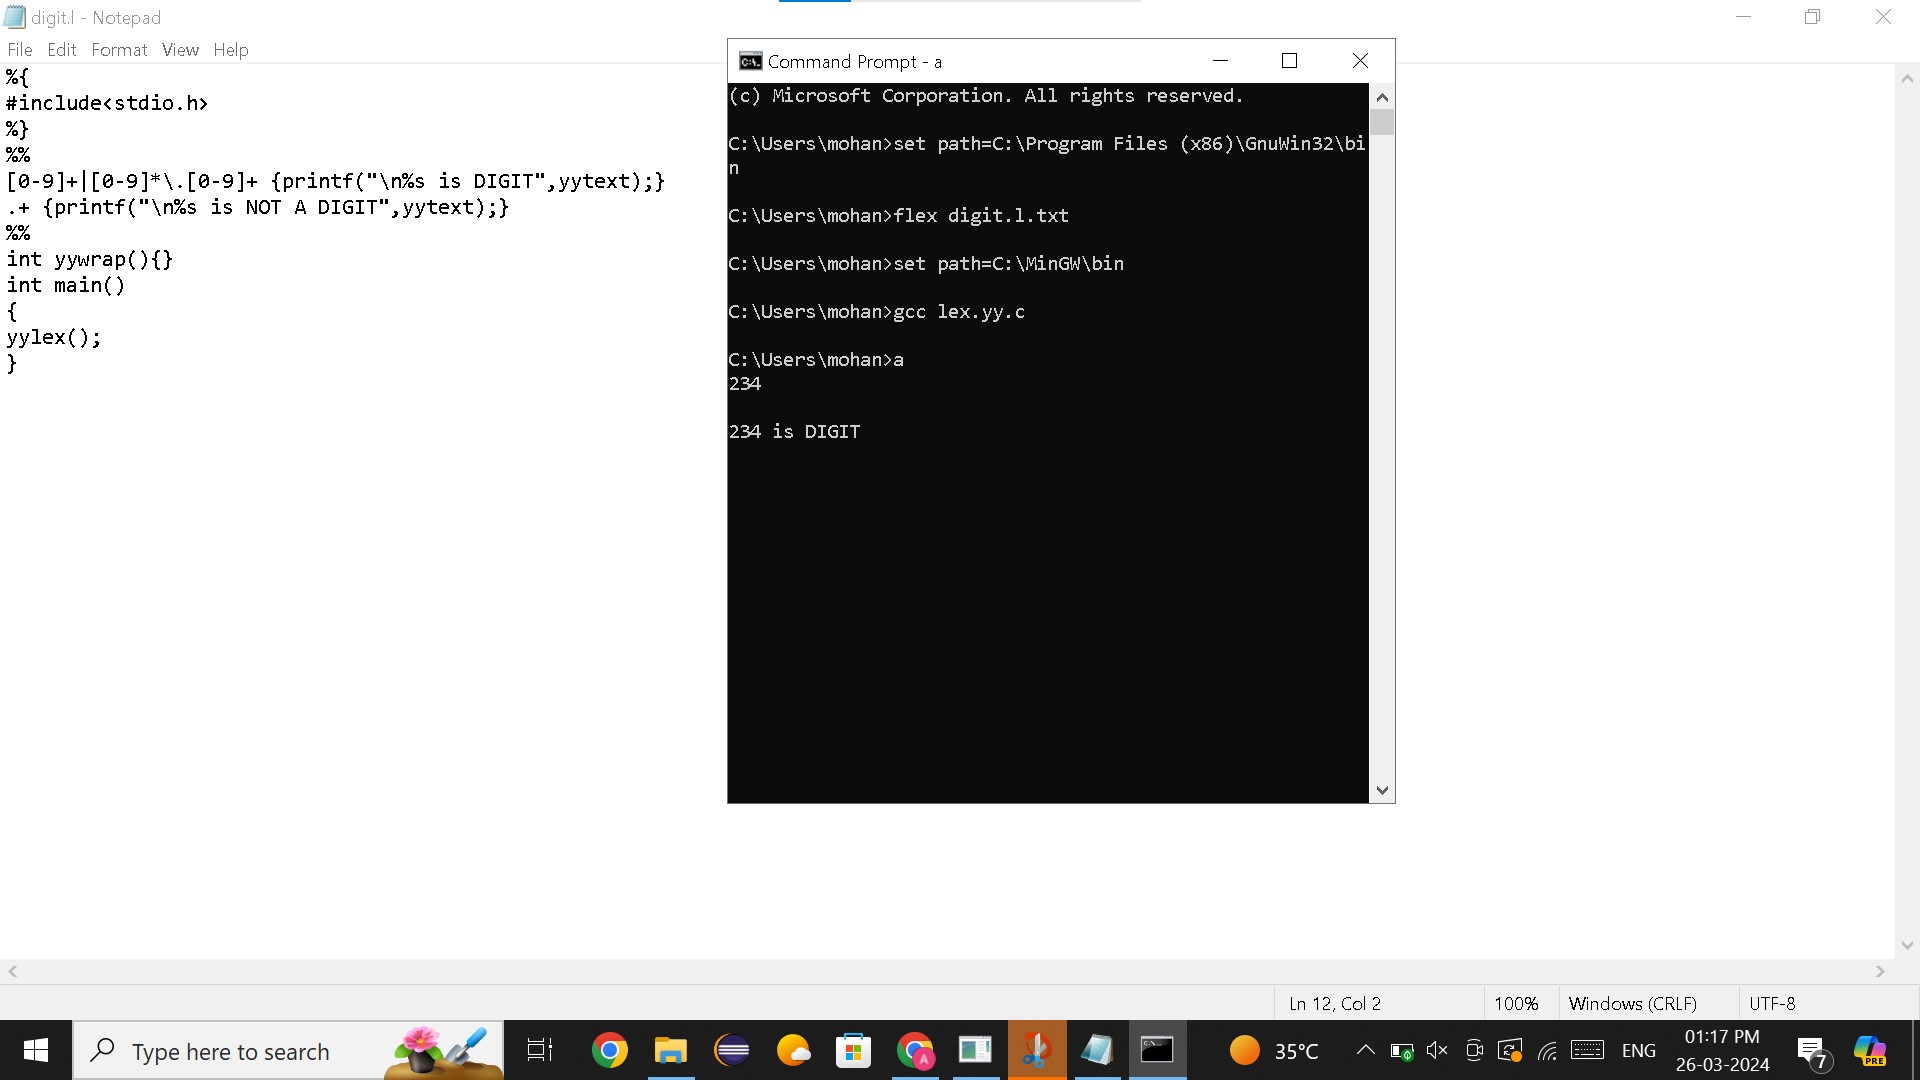 digit.l - Notepad
File Edit Format View Help
%{
#include<stdio.h>
%}
%%
[0-9]+|[0-9]*\.[0-9]+ {printf("\n%s is DIGIT",yytext);}
.+ {printf("\n%s is NOT A DIGIT",yytext);}
%%
int yywrap(){}
int main()
{
yylex();
}
Command Prompt - a
(c) Microsoft Corporation. All rights reserved.
C:\Users\mohan>set path=C:\Program Files (x86)\GnuWin32\bi
n
C:\Users\mohan>flex digit.l.txt
C:\Users\mohan>set path=C:\MinGW\bin
C:\Users\mohan>gcc lex.yy.c
C:\Users\mohan>a
234
234 is DIGIT
Ln 12, Col 2 100% Windows (CRLF) UTF-8
Type here to search
A
35°C
ENG
01:17 PM
26-03-2024
7
PRE